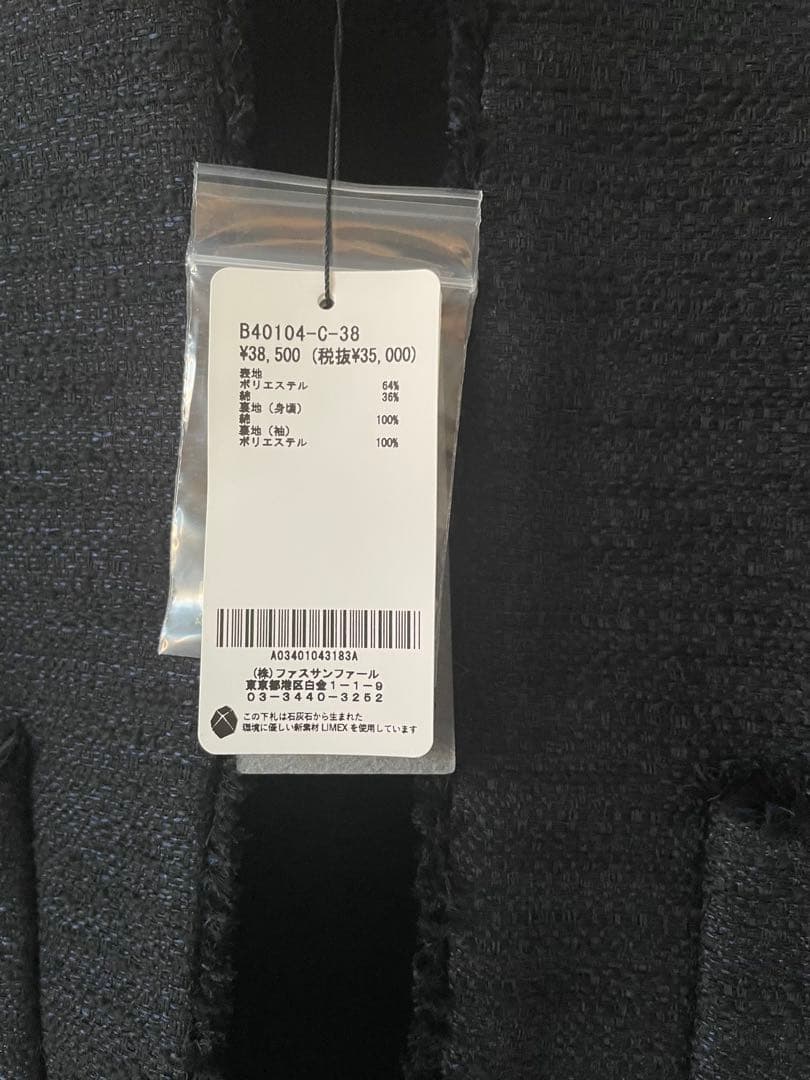 B40104-C-38
¥38,500 (税抜¥35,000)
表地
ポリエステル 64%
綿 36%
裏地(身頃)
綿 100%
裏地(袖)
ポリエステル 100%
A03401043183A
(株)ファスサンファール
東京都港区白金1-1-9
03-3440-3252
この下札は石灰石から生まれた
環境に優しい新素材 LIMEX を使用しています